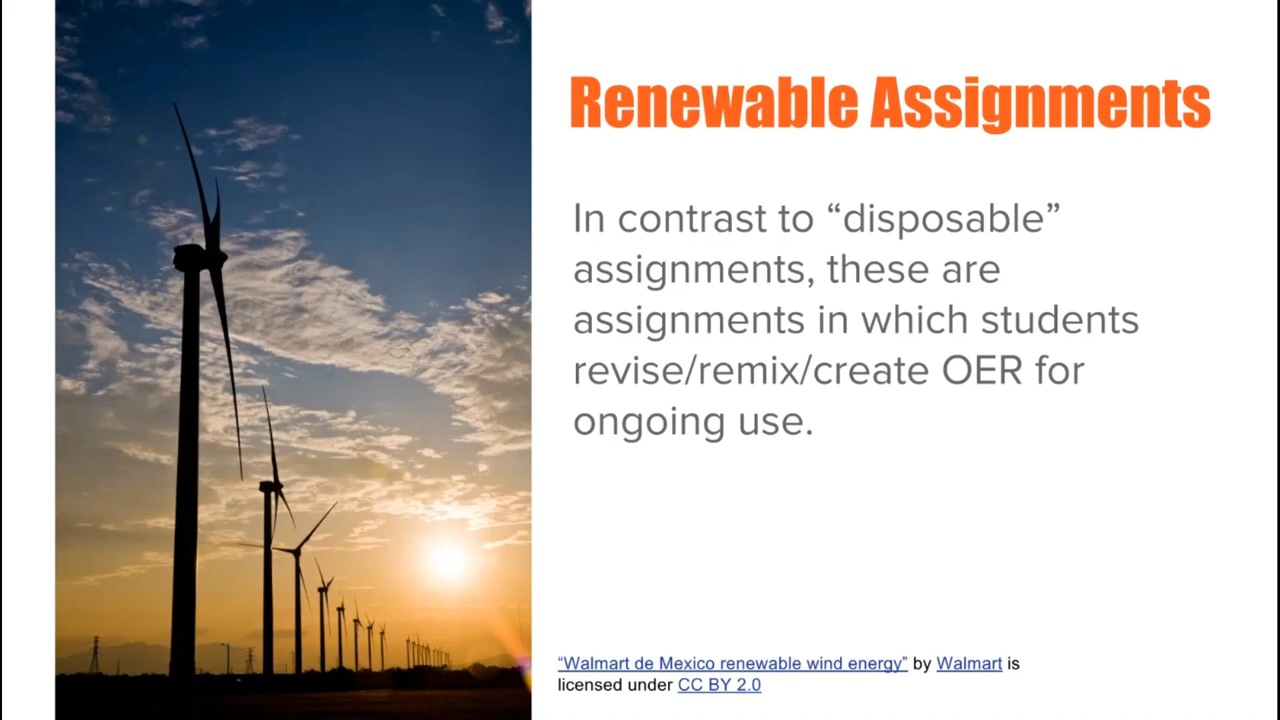 Renewable Assignments
In contrast to “disposable”
assignments, these are
assignments in which students
revise/remix/create OER for
ongoing use.
“Walmart de Mexico renewable wind energy” by Walmart is
licensed under CC BY 2.0